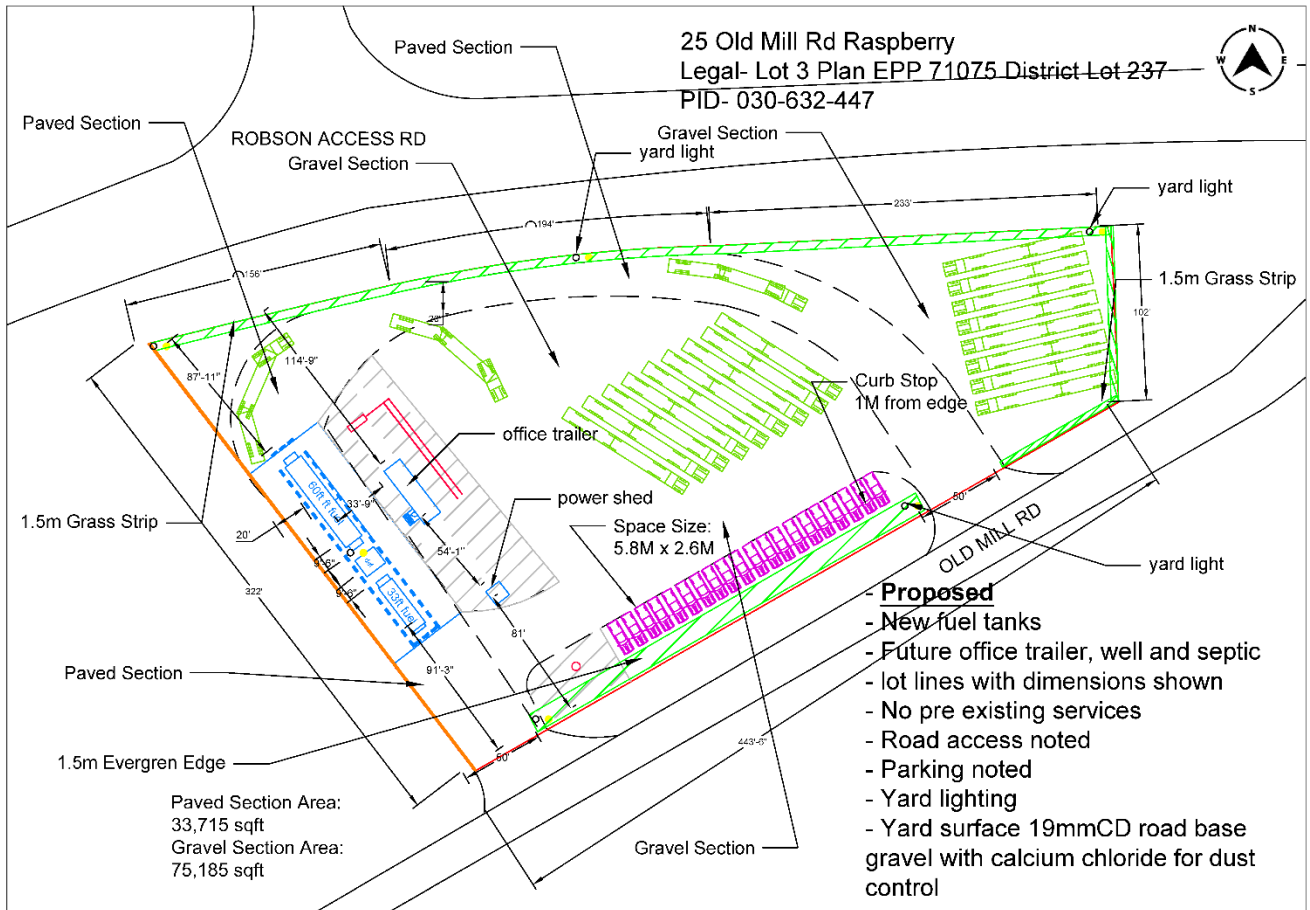 25 Old Mill Rd Raspberry
Legal- Lot 3 Plan EPP 71075 District Lot 237
PID- 030-632-447
N
W
E
S
Paved Section
Paved Section
ROBSON ACCESS RD
Gravel Section
Gravel Section
yard light
yard light
233'
194'
156'
1.5m Grass Strip
102'
114'-9"
87'-11"
Curb Stop
1M from edge
office trailer
60ft ft fuel
33'-9"
power shed
Space Size:
5.8M x 2.6M
1.5m Grass Strip
20'
54'-1"
50'
OLD MILL RD
yard light
9'-6"
9'-6"
33ft fuel
322'
81'
Paved Section
91'-3"
1.5m Evergren Edge
50'
443'-6"
Paved Section Area:
33,715 sqft
Gravel Section Area:
75,185 sqft
Gravel Section
- Proposed
- New fuel tanks
- Future office trailer, well and septic
- lot lines with dimensions shown
- No pre existing services
- Road access noted
- Parking noted
- Yard lighting
- Yard surface 19mmCD road base
gravel with calcium chloride for dust
control